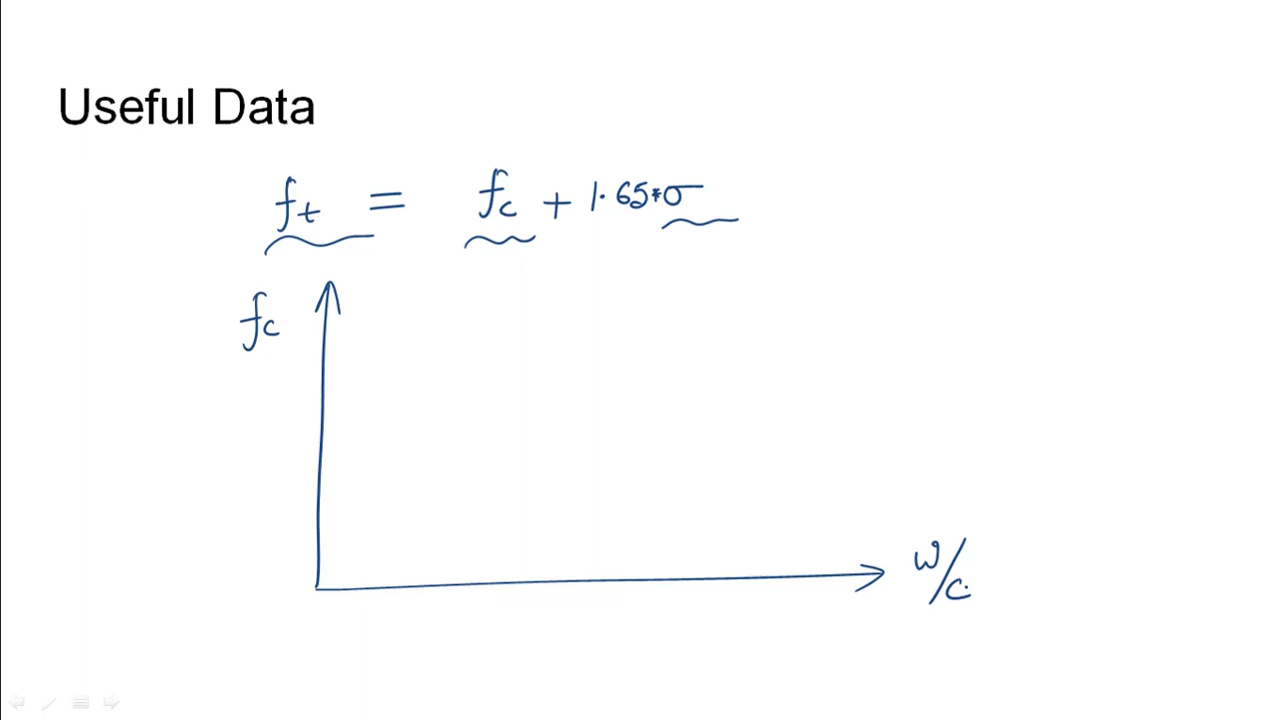 Useful Data
ft = fc + 1.65*σ
fc
w/c